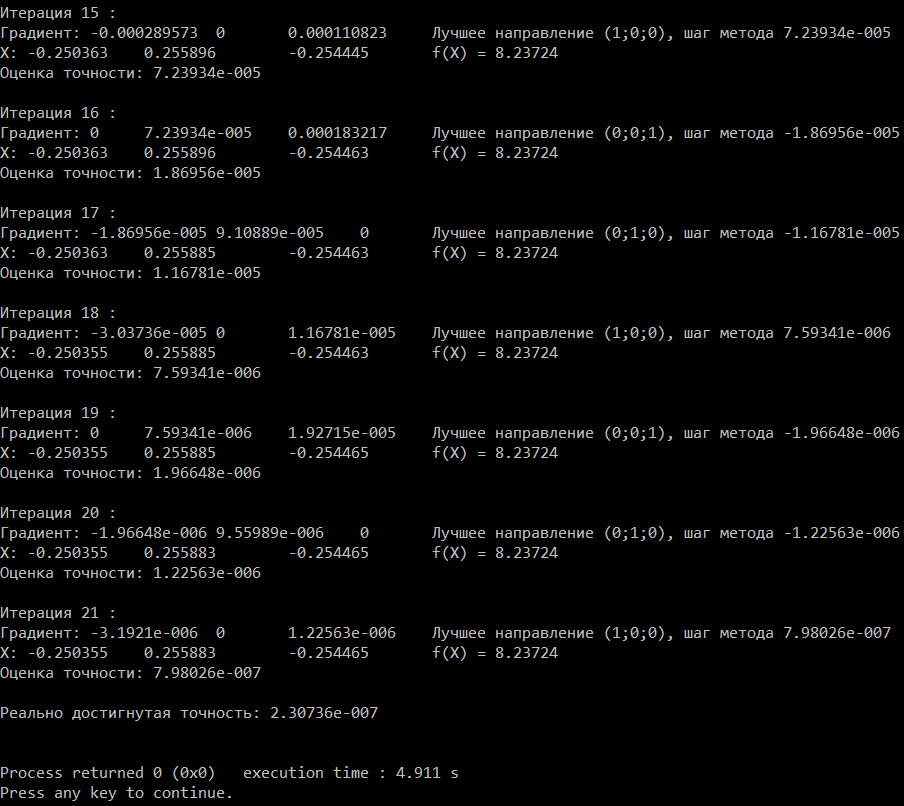 Итерация 15 :
Градиент: -0.000289573  0       0.000110823     Лучшее направление (1;0;0), шаг метода 7.23934e-005
X: -0.250363    0.255896        -0.254445       f(X) = 8.23724
Оценка точности: 7.23934e-005

Итерация 16 :
Градиент: 0     7.23934e-005    0.000183217     Лучшее направление (0;0;1), шаг метода -1.86956e-005
X: -0.250363    0.255896        -0.254463       f(X) = 8.23724
Оценка точности: 1.86956e-005

Итерация 17 :
Градиент: -1.86956e-005 9.10889e-005    0       Лучшее направление (0;1;0), шаг метода -1.16781e-005
X: -0.250363    0.255885        -0.254463       f(X) = 8.23724
Оценка точности: 1.16781e-005

Итерация 18 :
Градиент: -3.03736e-005 0       1.16781e-005    Лучшее направление (1;0;0), шаг метода 7.59341e-006
X: -0.250355    0.255885        -0.254463       f(X) = 8.23724
Оценка точности: 7.59341e-006

Итерация 19 :
Градиент: 0     7.59341e-006    1.92715e-005    Лучшее направление (0;0;1), шаг метода -1.96648e-006
X: -0.250355    0.255885        -0.254465       f(X) = 8.23724
Оценка точности: 1.96648e-006

Итерация 20 :
Градиент: -1.96648e-006 9.55989e-006    0       Лучшее направление (0;1;0), шаг метода -1.22563e-006
X: -0.250355    0.255883        -0.254465       f(X) = 8.23724
Оценка точности: 1.22563e-006

Итерация 21 :
Градиент: -3.1921e-006  0       1.22563e-006    Лучшее направление (1;0;0), шаг метода 7.98026e-007
X: -0.250355    0.255883        -0.254465       f(X) = 8.23724
Оценка точности: 7.98026e-007

Реально достигнутая точность: 2.30736e-007

Process returned 0 (0x0)   execution time : 4.911 s
Press any key to continue.